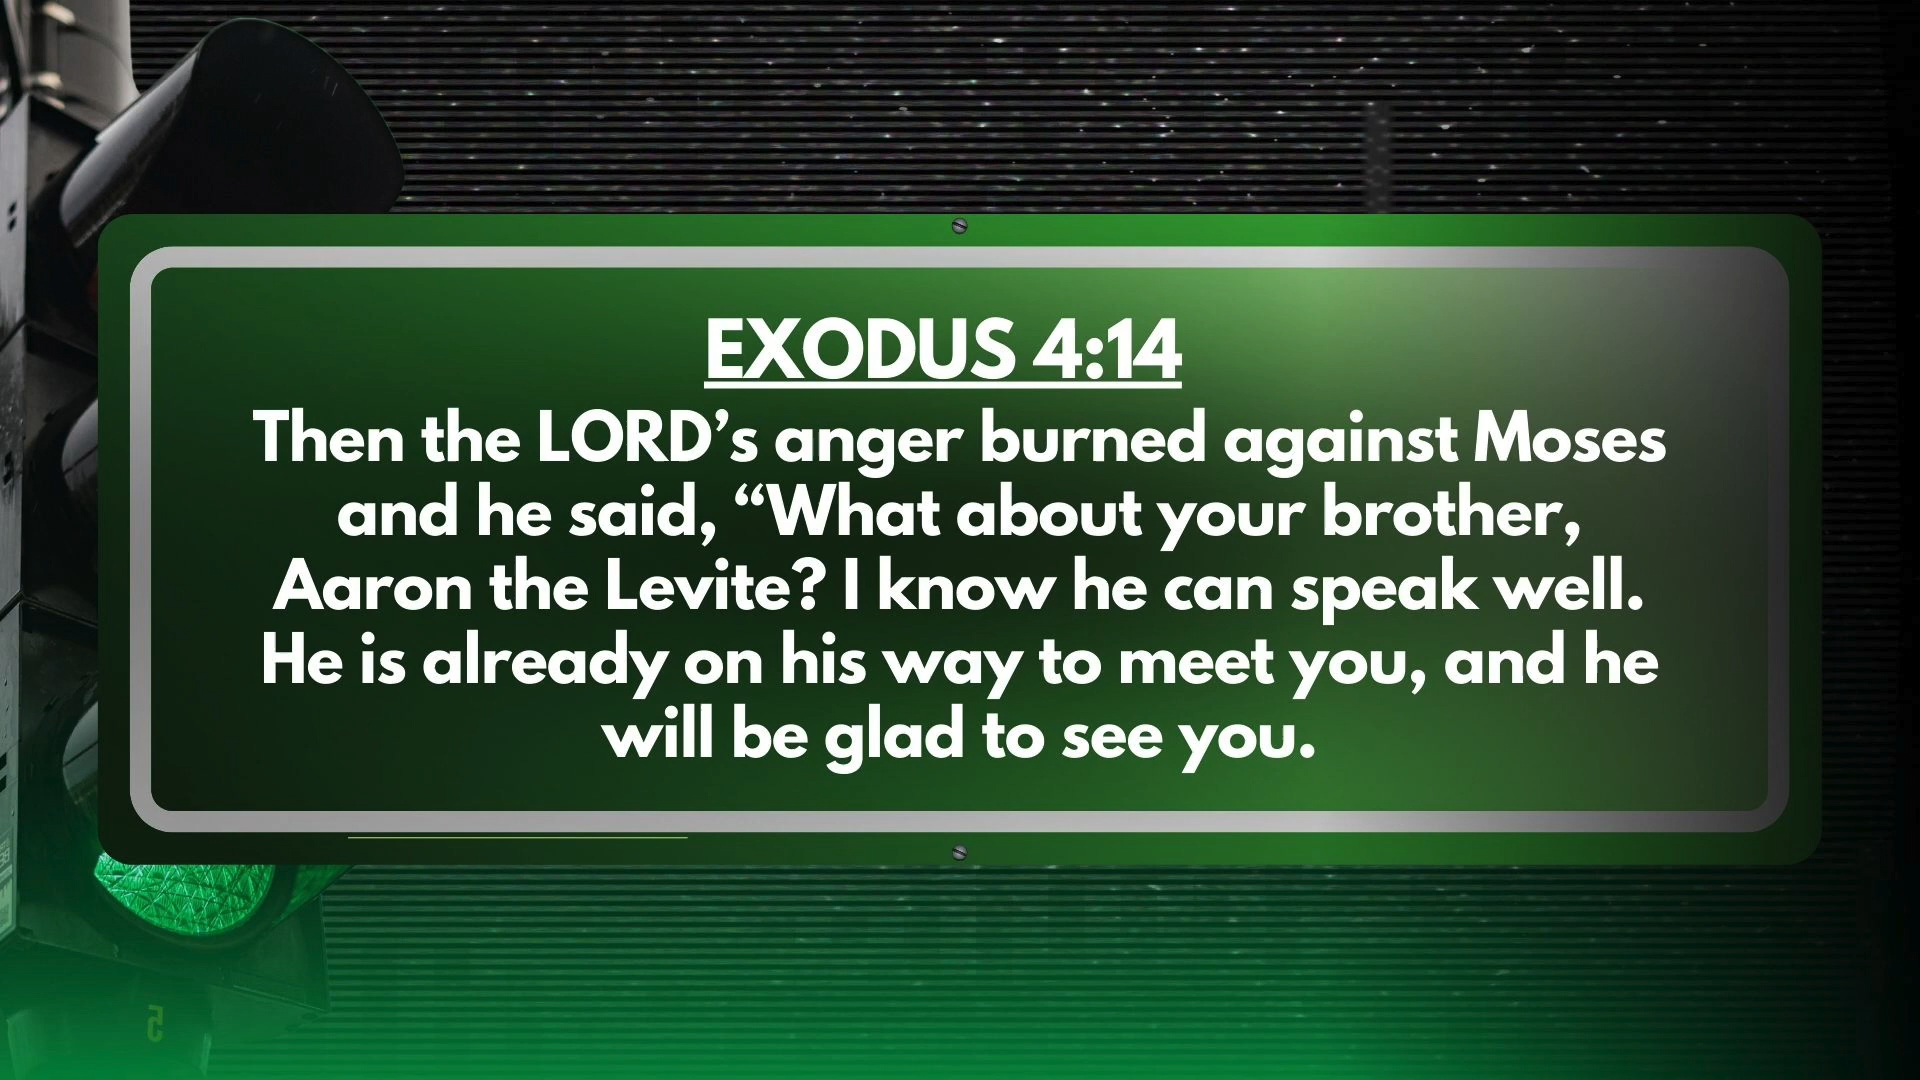 EXODUS 4:14
Then the LORD’s anger burned against Moses
and he said, “What about your brother,
Aaron the Levite? I know he can speak well.
He is already on his way to meet you, and he
will be glad to see you.